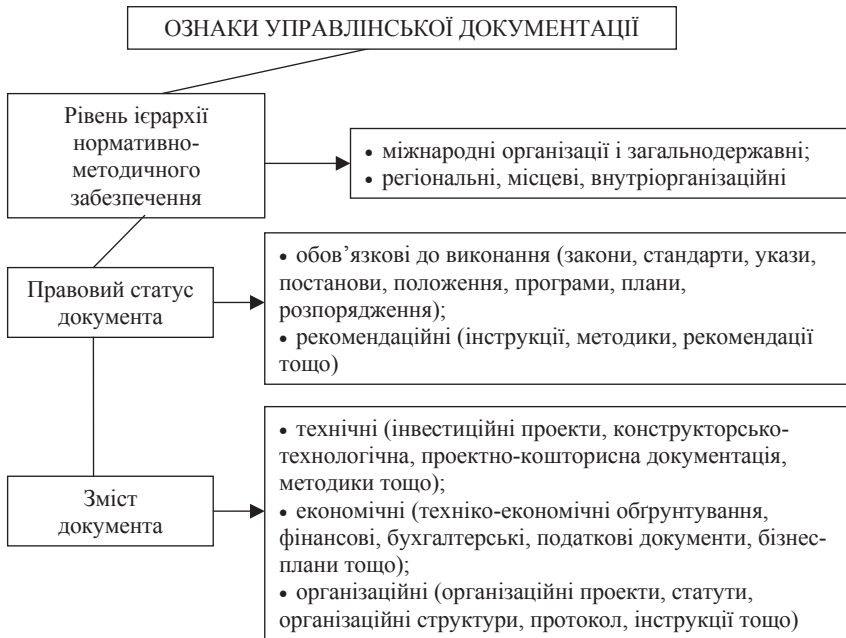 ОЗНАКИ УПРАВЛІНСЬКОЇ ДОКУМЕНТАЦІЇ
Рівень ієрархії
нормативно-
методичного
забезпечення
• міжнародні організації і загальнодержавні;
• регіональні, місцеві, внутріорганізаційні
Правовий статус
документа
• обов’язкові до виконання (закони, стандарти, укази,
постанови, положення, програми, плани,
розпорядження);
• рекомендаційні (інструкції, методики, рекомендації
тощо)
Зміст
документа
• технічні (інвестиційні проекти, конструкторсько-
технологічна, проектно-кошторисна документація,
методики тощо);
• економічні (техніко-економічні обґрунтування,
фінансові, бухгалтерські, податкові документи, бізнес-
плани тощо);
• організаційні (організаційні проекти, статути,
організаційні структури, протокол, інструкції тощо)